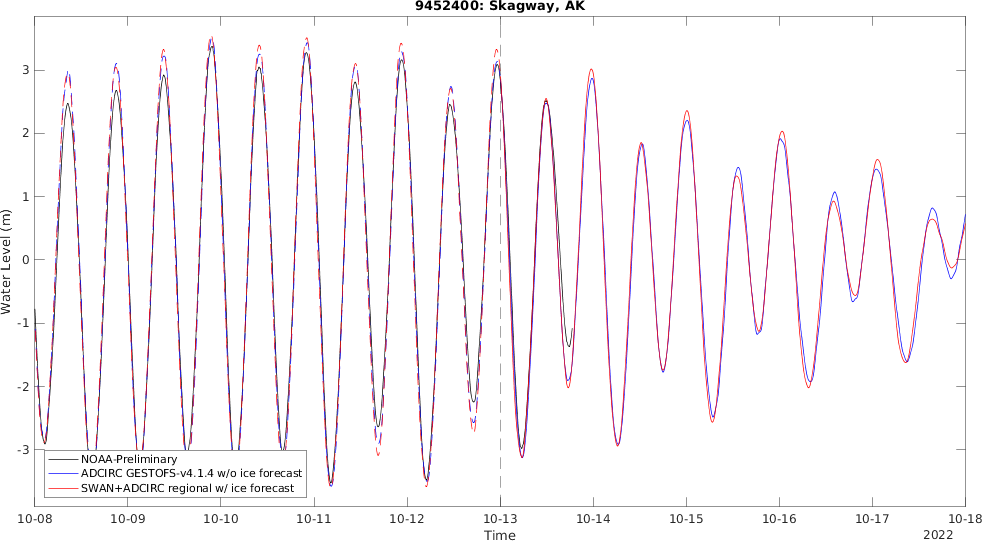 9452400: Skagway, AK
Water Level (m)
3
2
1
0
-1
-2
-3
NOAA-Preliminary
ADCIRC GESTOFS-v4.1.4 w/o ice forecast
SWAN+ADCIRC regional w/ ice forecast
10-08 10-09 10-10 10-11 10-12 10-13 10-14 10-15 10-16 10-17 10-18
Time
2022